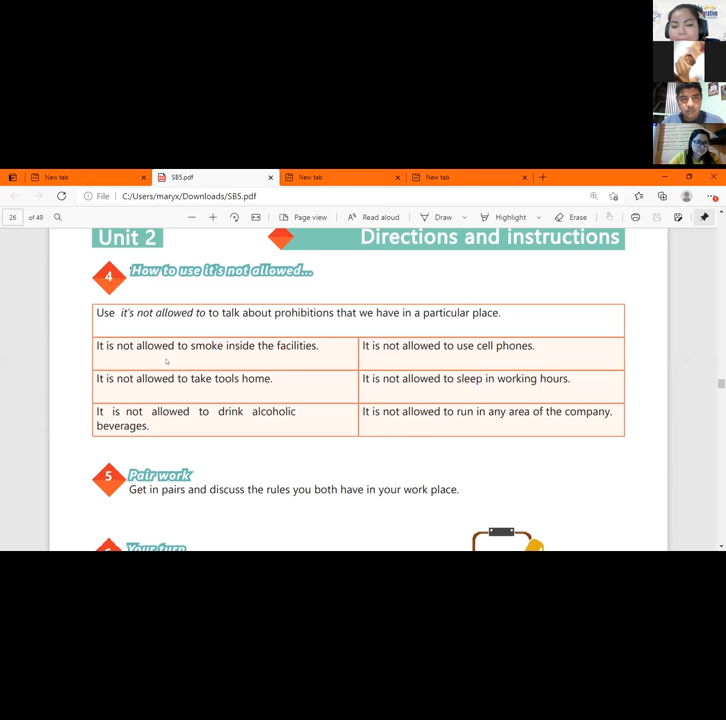 New tab
SB5.pdf
New tab
New tab
File
C:/Users/maryx/Downloads/SB5.pdf
26 of 49
Page view
Read aloud
Draw
Highlight
Erase
Unit 2
Directions and instructions
4
How to use it's not allowed...
Use it's not allowed to to talk about prohibitions that we have in a particular place.
It is not allowed to smoke inside the facilities.
It is not allowed to use cell phones.
It is not allowed to take tools home.
It is not allowed to sleep in working hours.
It is not allowed to drink alcoholic
beverages.
It is not allowed to run in any area of the company.
5
Pair work
Get in pairs and discuss the rules you both have in your work place.
Your turn